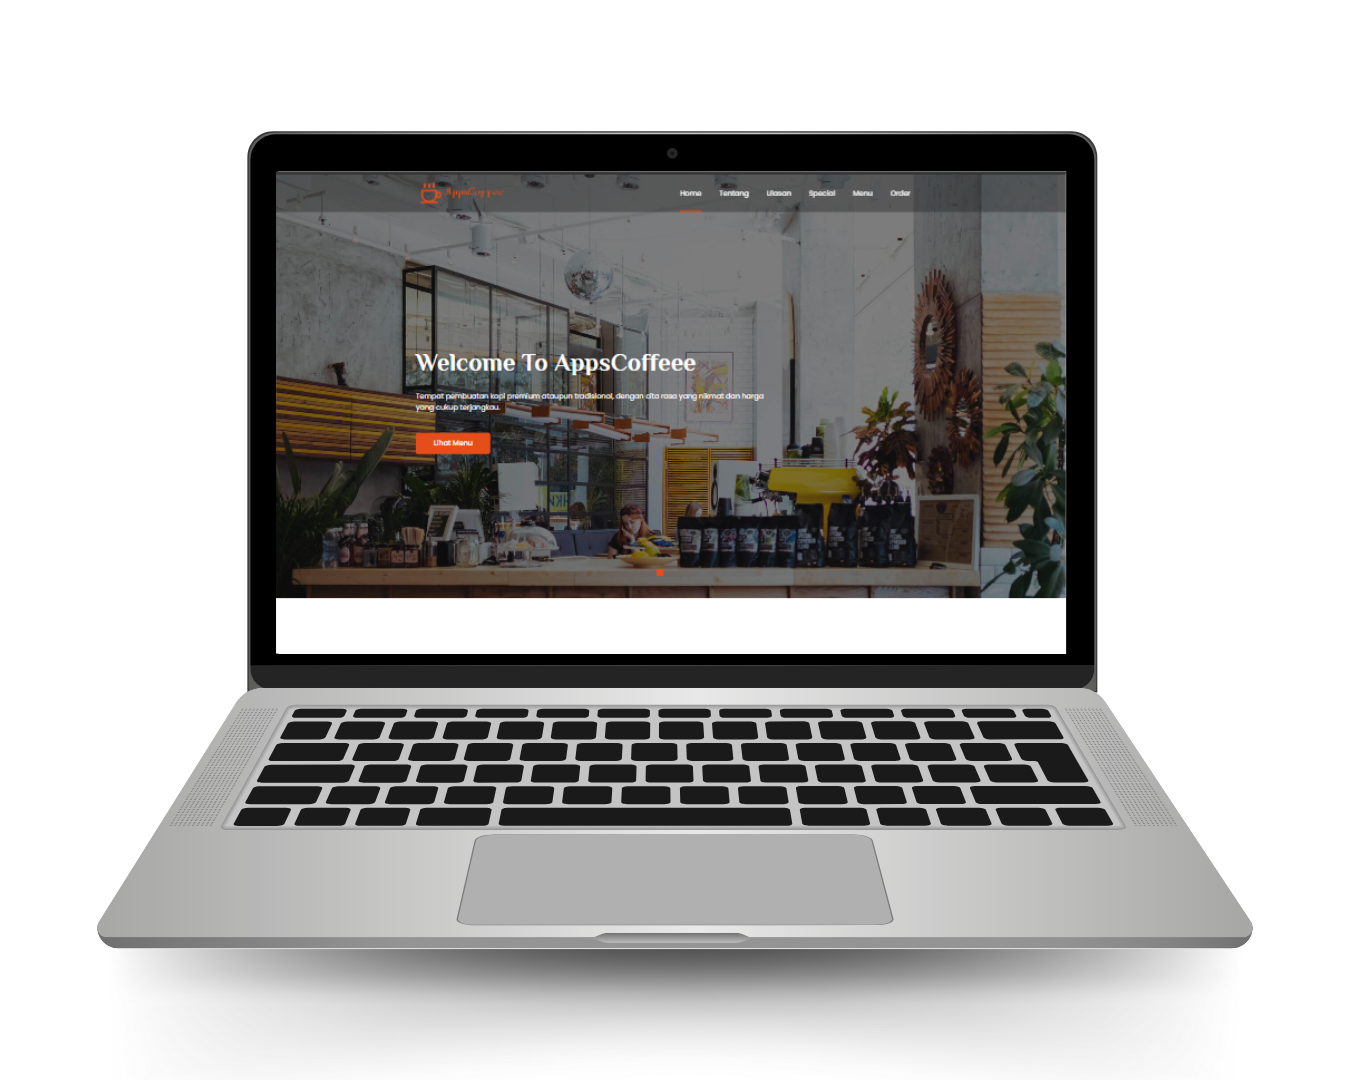 AppsCoffeee
Home Tentang Ulasan Special Menu Order
Welcome To AppsCoffeee
Tempat pembuatan kopi premium ataupun tradisional, dengan cita rasa yang nikmat dan harga
yang cukup terjangkau.
Lihat Menu